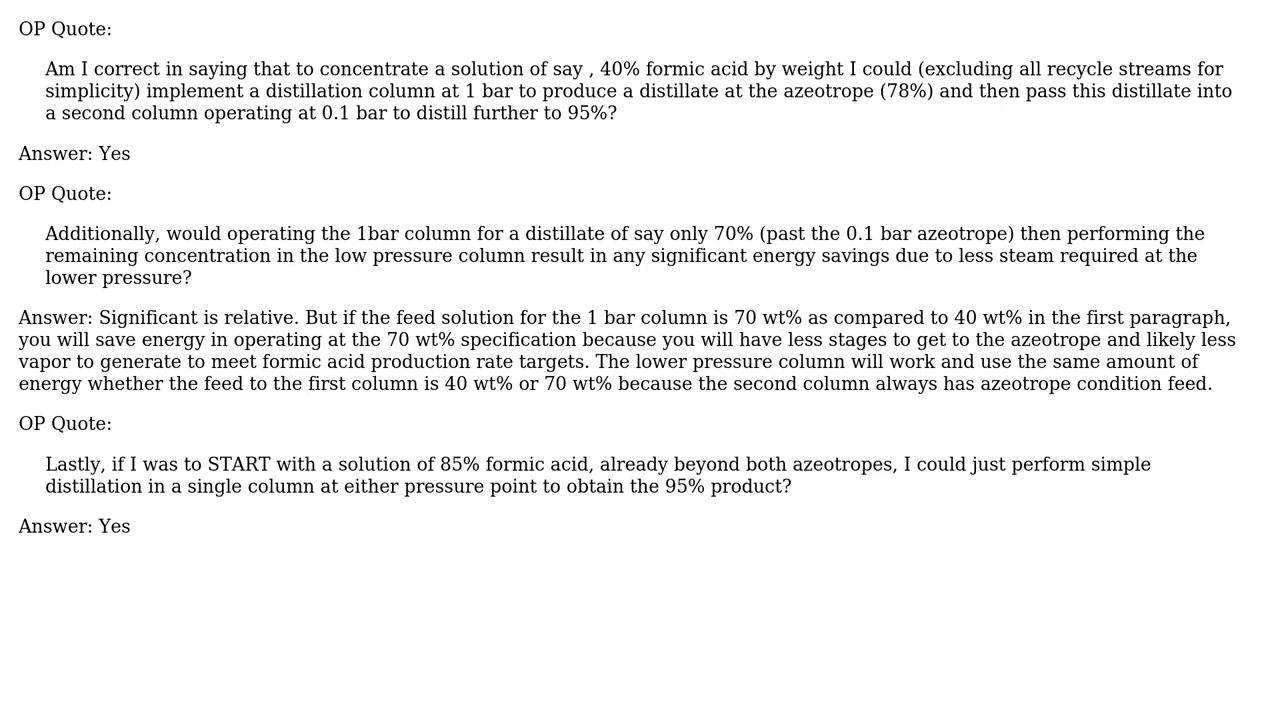 OP Quote:
Am I correct in saying that to concentrate a solution of say , 40% formic acid by weight I could (excluding all recycle streams for
simplicity) implement a distillation column at 1 bar to produce a distillate at the azeotrope (78%) and then pass this distillate into
a second column operating at 0.1 bar to distill further to 95%?
Answer: Yes
OP Quote:
Additionally, would operating the 1bar column for a distillate of say only 70% (past the 0.1 bar azeotrope) then performing the
remaining concentration in the low pressure column result in any significant energy savings due to less steam required at the
lower pressure?
Answer: Significant is relative. But if the feed solution for the 1 bar column is 70 wt% as compared to 40 wt% in the first paragraph,
you will save energy in operating at the 70 wt% specification because you will have less stages to get to the azeotrope and likely less
vapor to generate to meet formic acid production rate targets. The lower pressure column will work and use the same amount of
energy whether the feed to the first column is 40 wt% or 70 wt% because the second column always has azeotrope condition feed.
OP Quote:
Lastly, if I was to START with a solution of 85% formic acid, already beyond both azeotropes, I could just perform simple
distillation in a single column at either pressure point to obtain the 95% product?
Answer: Yes